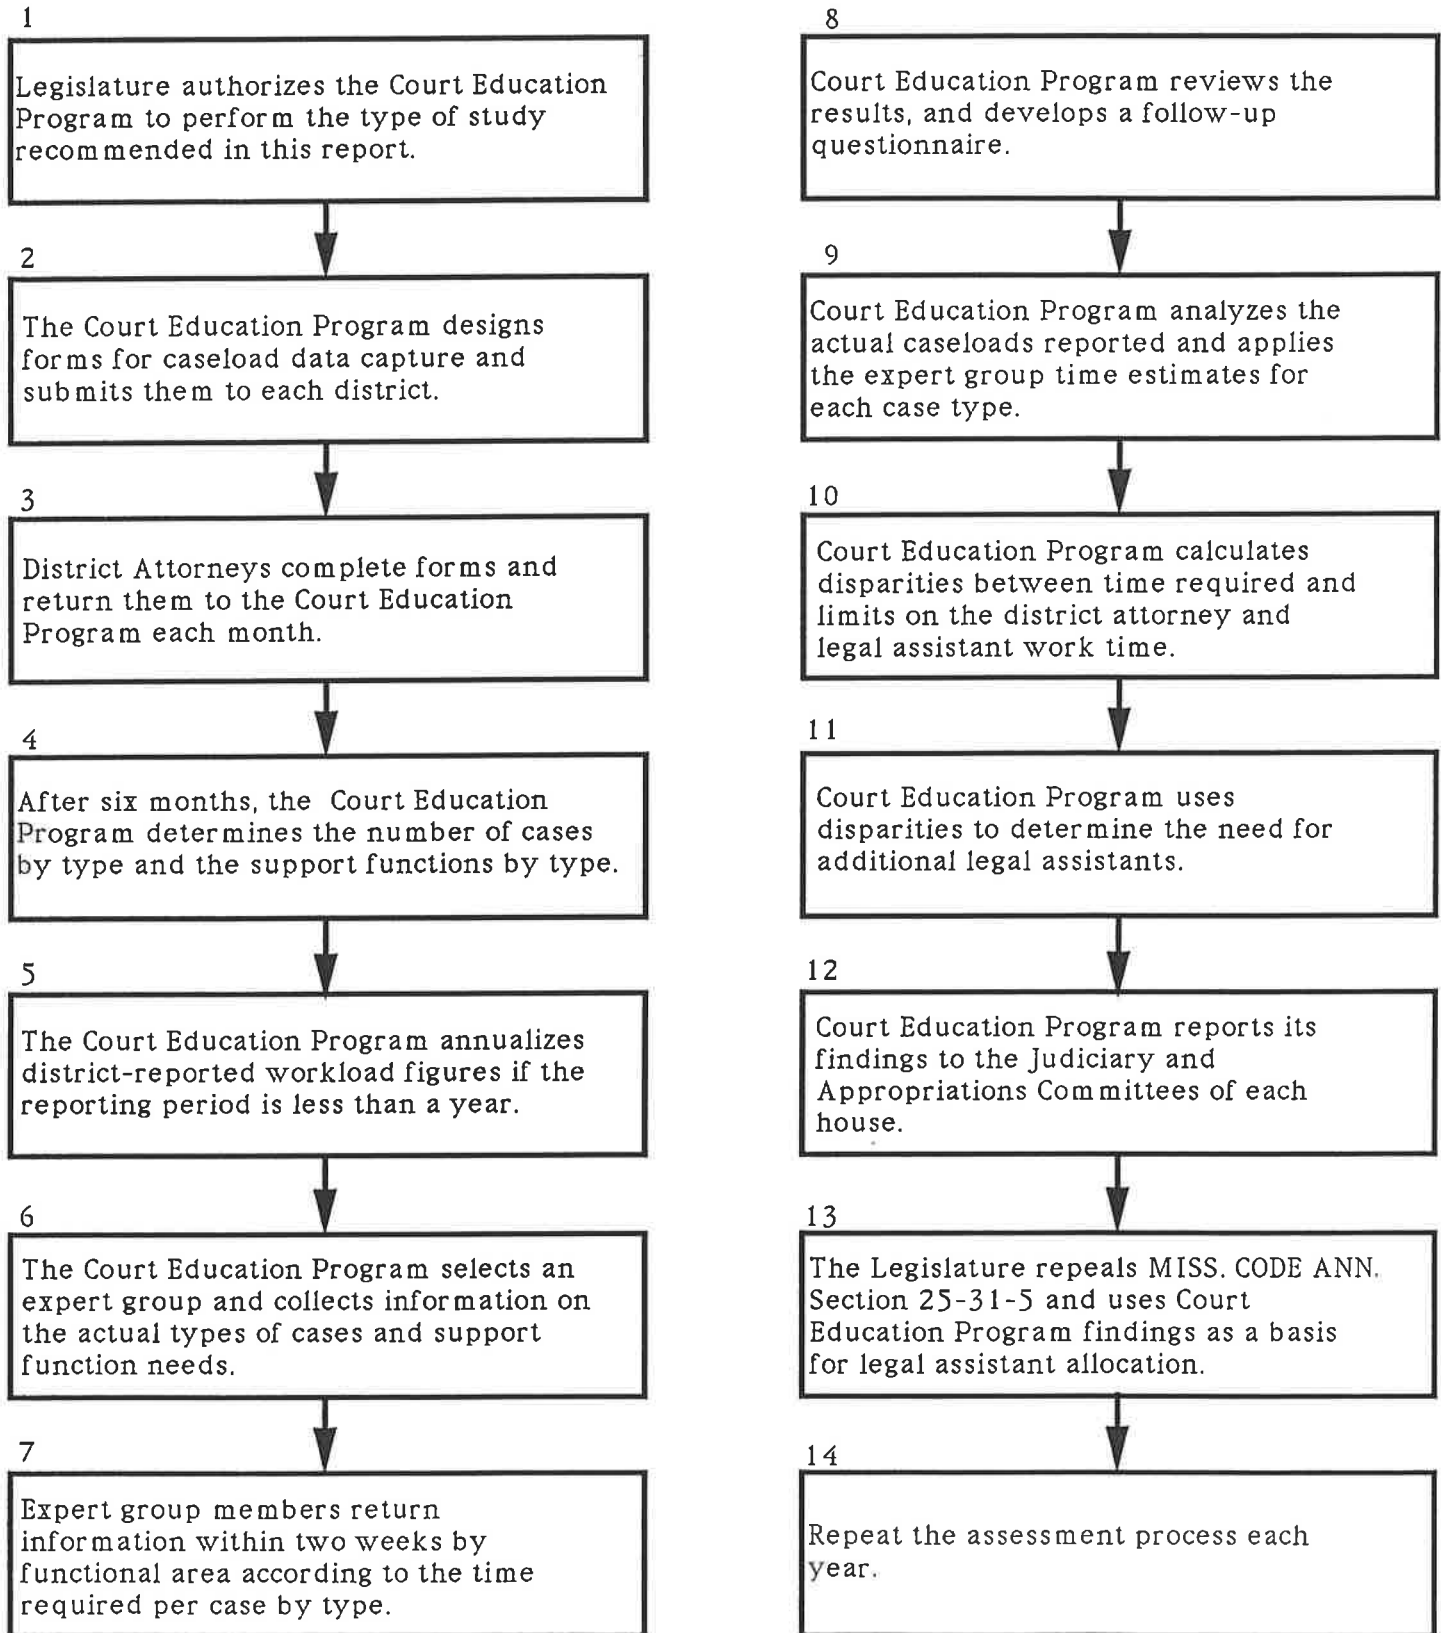 1
Legislature authorizes the Court Education
Program to perform the type of study
recommended in this report.
2
The Court Education Program designs
forms for caseload data capture and
submits them to each district.
3
District Attorneys complete forms and
return them to the Court Education
Program each month.
4
After six months, the Court Education
Program determines the number of cases
by type and the support functions by type.
5
The Court Education Program annualizes
district-reported workload figures if the
reporting period is less than a year.
6
The Court Education Program selects an
expert group and collects information on
the actual types of cases and support
function needs.
7
Expert group members return
information within two weeks by
functional area according to the time
required per case by type.
8
Court Education Program reviews the
results, and develops a follow-up
questionnaire.
9
Court Education Program analyzes the
actual caseloads reported and applies
the expert group time estimates for
each case type.
10
Court Education Program calculates
disparities between time required and
limits on the district attorney and
legal assistant work time.
11
Court Education Program uses
disparities to determine the need for
additional legal assistants.
12
Court Education Program reports its
findings to the Judiciary and
Appropriations Committees of each
house.
13
The Legislature repeals MISS. CODE ANN.
Section 25-31-5 and uses Court
Education Program findings as a basis
for legal assistant allocation.
14
Repeat the assessment process each
year.